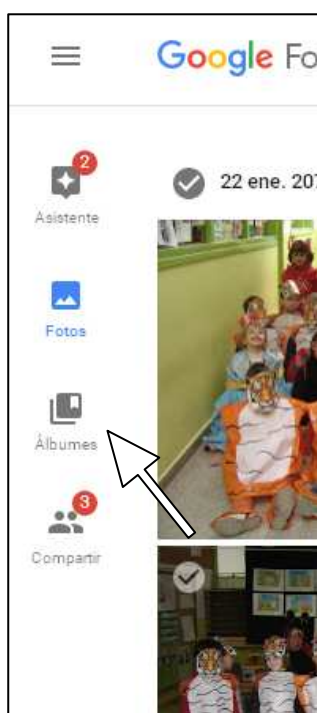 Google Fo
22 ene. 20
2
Asistente
Fotos
Álbumes
3
Compartir